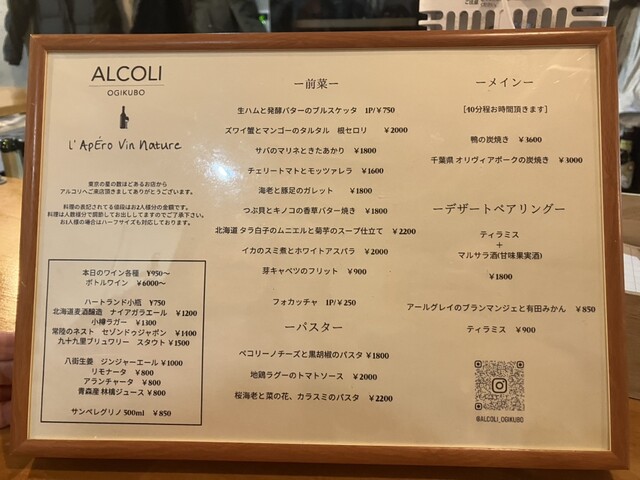 ALCOLI
OGIKUBO
L'ApÉro Vin Nature
東京の星の数ほどあるお店から
アルコリへご来店頂きましてありがとうございます。
料理の表記されてる値段はお2人様分の金額です。
料理は人数様分で調節してお出ししてますのでご了承下さい。
お1人様の場合はハーフサイズも対応しております。
本日のワイン各種 ¥950〜
ボトルワイン ¥6000〜
ハートランド小瓶 ¥750
北海道麦酒醸造 ナイアガラエール ¥1200
小樽ラガー ¥1300
常陸のネスト セゾンドゥジャポン ¥1400
九十九里ブリュワリー スタウト ¥1500
八街生姜 ジンジャーエール ¥1000
リモナータ ¥800
アランチャータ ¥800
青森産 林檎ジュース ¥800
サンペレグリノ 500ml ¥850
ー前菜ー
生ハムと発酵バターのブルスケッタ 1P/¥750
ズワイ蟹とマンゴーのタルタル 根セロリ ¥2000
サバのマリネときたあかり ¥1800
チェリートマトとモッツァレラ ¥1600
海老と豚足のガレット ¥1800
つぶ貝とキノコの香草バター焼き ¥1800
北海道 タラ白子のムニエルと菊芋のスープ仕立て ¥2200
イカのスミ煮とホワイトアスパラ ¥2000
芽キャベツのフリット ¥900
フォカッチャ 1P/¥250
ーパスター
ペコリーノチーズと黒胡椒のパスタ ¥1800
地鶏ラグーのトマトソース ¥2000
桜海老と菜の花、カラスミのパスタ ¥2200
ーメインー
[40分程お時間頂きます]
鴨の炭焼き ¥3600
千葉県 オリヴィアポークの炭焼き ¥3000
ーデザートペアリングー
ティラミス
+
マルサラ酒(甘味果実酒)
¥1800
アールグレイのブランマンジェと有田みかん ¥850
ティラミス ¥900
@ALCOLI_OGIKUBO